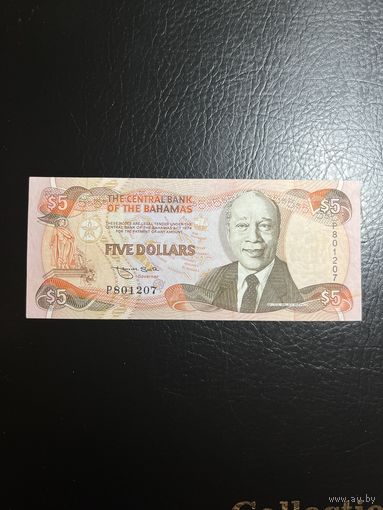 $5
THE CENTRAL BANK
OF THE BAHAMAS
$5
THESE NOTES ARE LEGAL TENDER UNDER THE
CENTRAL BANK OF THE BAHAMAS ACT 1974
FOR THE PAYMENT OF ANY AMOUNT
FIVE DOLLARS
Governor
P801207
P801207
$5
$5
Collectio
www.ay.by